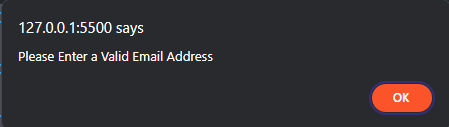 127.0.0.1:5500 says
Please Enter a Valid Email Address
OK